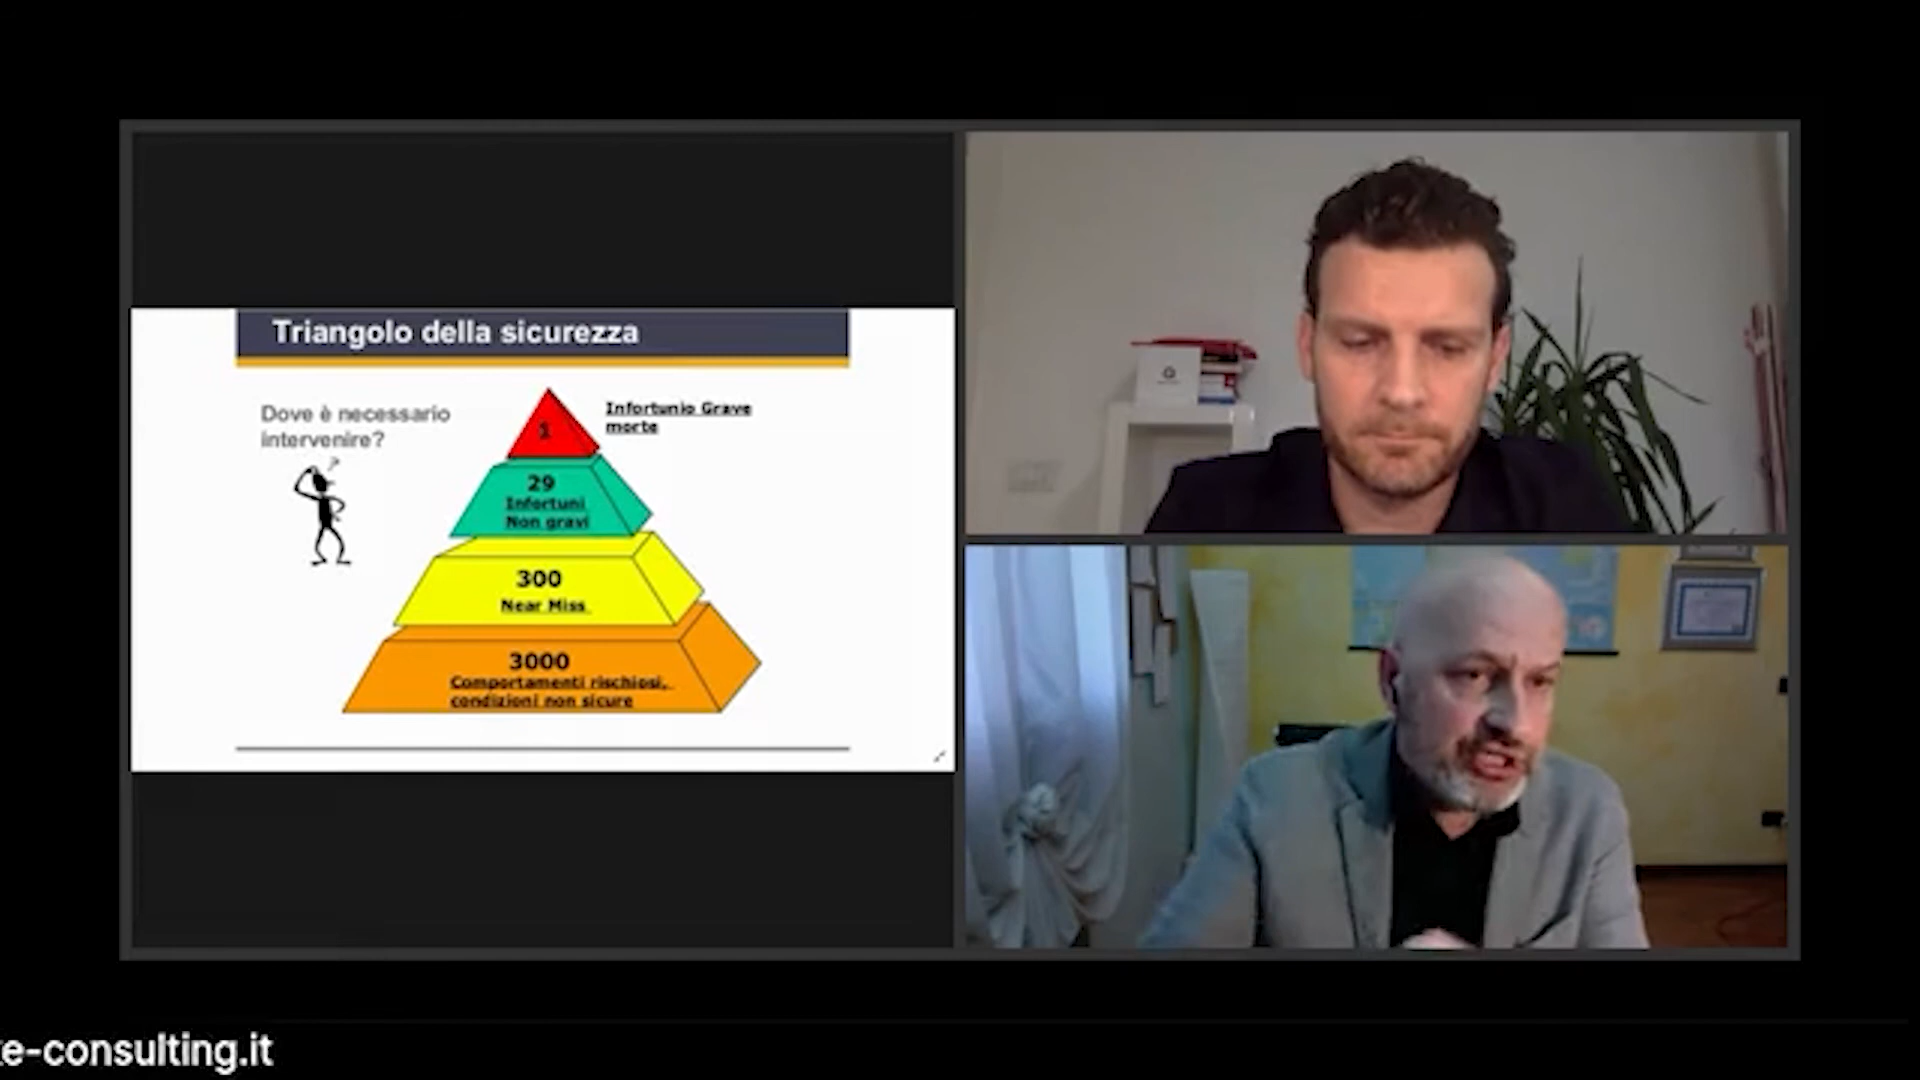 Triangolo della sicurezza
Dove è necessario
intervenire?
?
1
Infortunio Grave
morte
29
Infortuni
Non gravi
300
Near Miss
3000
Comportamenti rischiosi,
condizioni non sicure
e-consulting.it